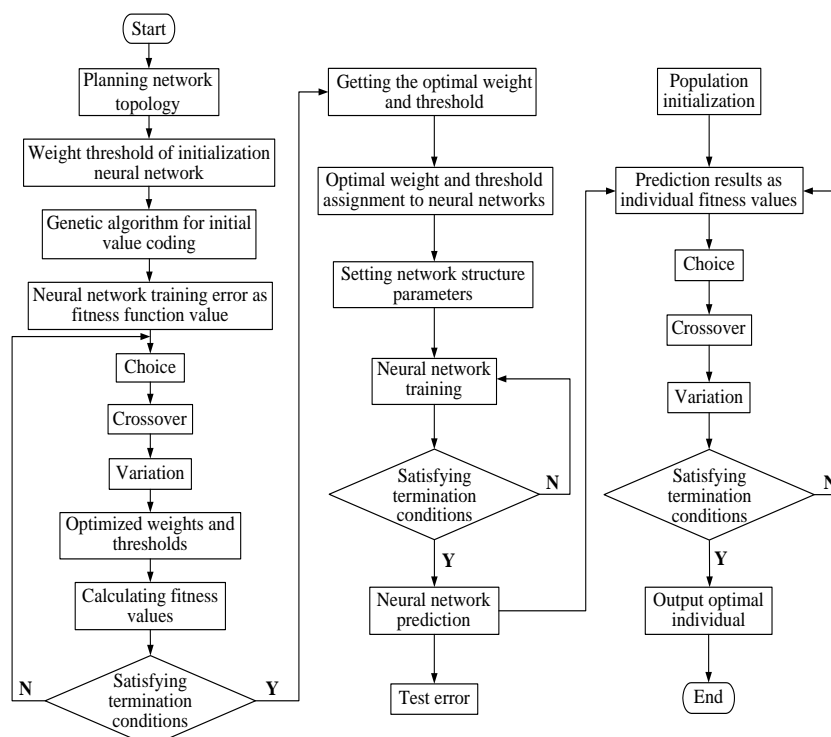 Start
Planning network
topology
Weight threshold of initialization
neural network
Genetic algorithm for initial
value coding
Neural network training error as
fitness function value
Choice
Crossover
Variation
Optimized weights and
thresholds
Calculating fitness
values
N
Satisfying
termination
conditions
Y
Getting the optimal weight
and threshold
Optimal weight and threshold
assignment to neural networks
Setting network structure
parameters
Neural network
training
Satisfying
termination
conditions
N
Y
Neural network
prediction
Test error
Population
initialization
Prediction results as
individual fitness values
Choice
Crossover
Variation
Satisfying
termination
conditions
N
Y
Output optimal
individual
End